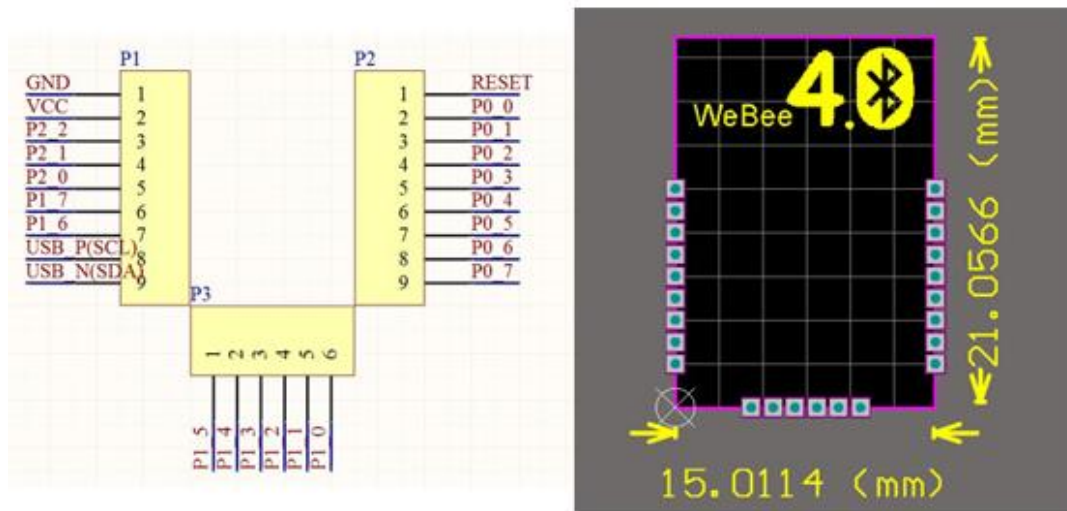 P1
GND 1
VCC 2
P2_2 3
P2_1 4
P2_0 5
P1_7 6
P1_6 7
USB_P(SCL) 8
USB_N(SDA) 9
P2
1 RESET
2 P0_0
3 P0_1
4 P0_2
5 P0_3
6 P0_4
7 P0_5
8 P0_6
9 P0_7
P3
1 2 3 4 5 6
P1_5
P1_4
P1_3
P1_2
P1_1
P1_0
WeBee 4.0
21.0566 (mm)
15.0114 (mm)